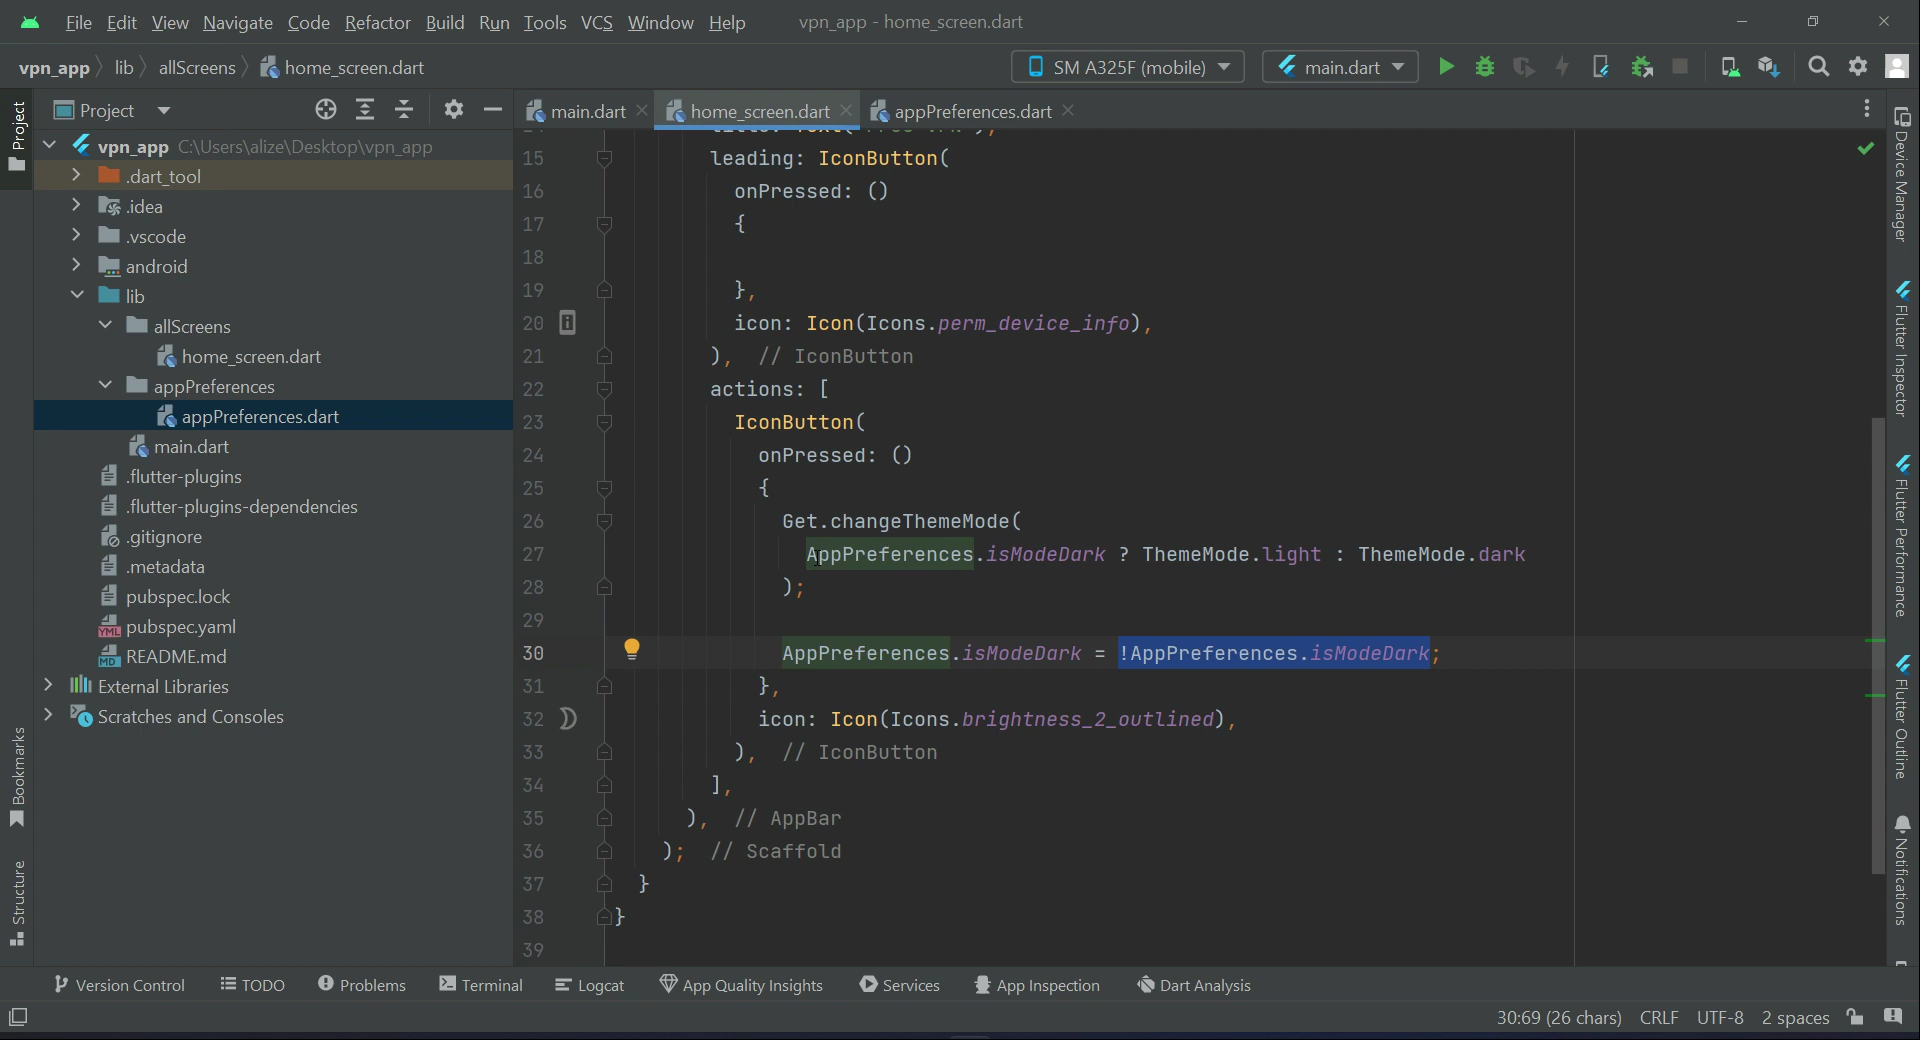 File Edit View Navigate Code Refactor Build Run Tools VCS Window Help vpn_app - home_screen.dart
vpn_app lib allScreens home_screen.dart SM A325F (mobile) main.dart
Project
main.dart home_screen.dart appPreferences.dart
vpn_app C:\Users\alize\Desktop\vpn_app
.dart_tool
.idea
.vscode
android
lib
allScreens
home_screen.dart
appPreferences
appPreferences.dart
main.dart
.flutter-plugins
.flutter-plugins-dependencies
.gitignore
.metadata
pubspec.lock
pubspec.yaml
README.md
External Libraries
Scratches and Consoles
Project
Bookmarks
Structure
15 leading: IconButton(
16 onPressed: ()
17 {
18
19 },
20 icon: Icon(Icons.perm_device_info),
21 ), // IconButton
22 actions: [
23 IconButton(
24 onPressed: ()
25 {
26 Get.changeThemeMode(
27 AppPreferences.isModeDark ? ThemeMode.light : ThemeMode.dark
28 );
29
30 AppPreferences.isModeDark = !AppPreferences.isModeDark;
31 },
32 icon: Icon(Icons.brightness_2_outlined),
33 ), // IconButton
34 ],
35 ), // AppBar
36 ); // Scaffold
37 }
38 }
39
Device Manager
Flutter Inspector
Flutter Performance
Flutter Outline
Notifications
Version Control TODO Problems Terminal Logcat App Quality Insights Services App Inspection Dart Analysis
30:69 (26 chars) CRLF UTF-8 2 spaces